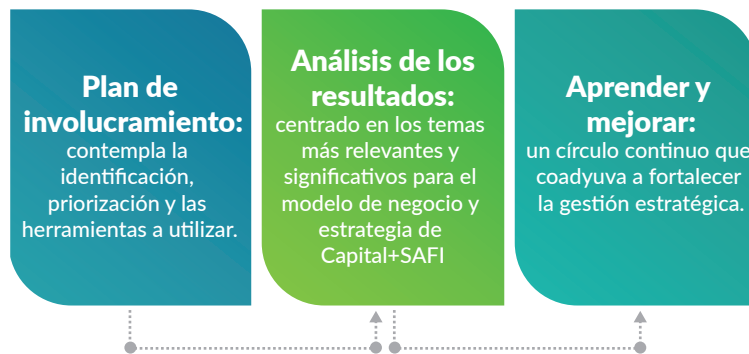 Plan de
involucramiento:
contempla la
identificación,
priorización y las
herramientas a utilizar.
Análisis de los
resultados:
centrado en los temas
más relevantes y
significativos para el
modelo de negocio y
estrategia de
Capital+SAFI
Aprender y
mejorar:
un círculo continuo que
coadyuva a fortalecer
la gestión estratégica.